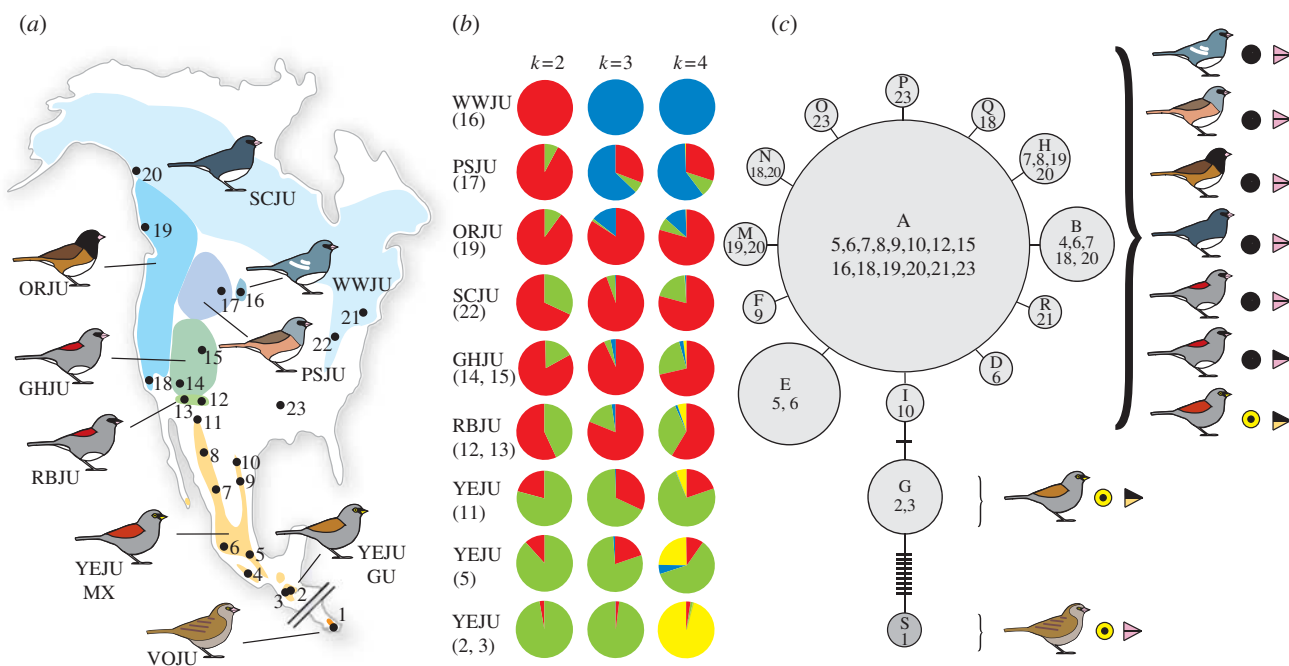 (a)
20
SCJU
19
ORJU
17
16
WWJU
21
22
PSJU
15
GHJU
18
14
13
12
23
11
RBJU
8
10
9
7
6
5
YEJU
MX
4
YEJU
GU
3
2
1
VOJU
(b)
k=2 k=3 k=4
WWJU
(16)
PSJU
(17)
ORJU
(19)
SCJU
(22)
GHJU
(14, 15)
RBJU
(12, 13)
YEJU
(11)
YEJU
(5)
YEJU
(2, 3)
(c)
P
23
O
23
Q
18
N
18,20
H
7,8,19
20
M
19,20
A
5,6,7,8,9,10,12,15
16,18,19,20,21,23
B
4,6,7
18, 20
F
9
R
21
D
6
E
5, 6
I
10
G
2,3
S
1